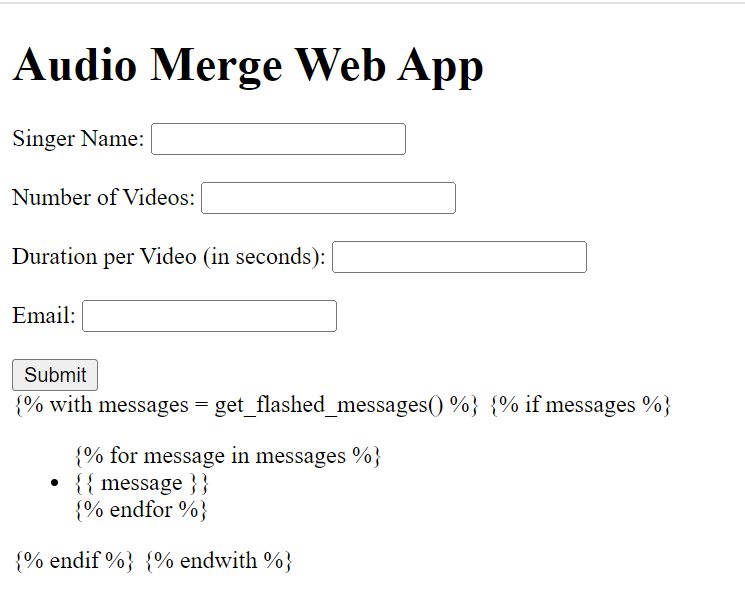 Audio Merge Web App
Singer Name:
Number of Videos:
Duration per Video (in seconds):
Email:
Submit
{% with messages = get_flashed_messages() %} {% if messages %}
{% for message in messages %}
• {{ message }}
{% endfor %}
{% endif %} {% endwith %}